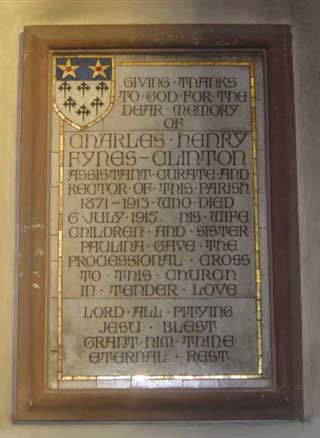 GIVING · THANKS
TO · GOD · FOR · THE
DEAR · MEMORY
OF
CHARLES · HENRY
FYNES - CLINTON
ASSISTANT · CURATE · AND
RECTOR · OF · THIS · PARISH
1871 - 1913 · WHO · DIED
6 · JULY · 1915. HIS · WIFE
CHILDREN · AND · SISTER
PAULINA · GAVE · THE
PROCESSIONAL · CROSS
TO · THIS · CHURCH
IN · TENDER · LOVE
LORD · ALL · PITYING
JESU · BLEST
GRANT · HIM · THINE
ETERNAL · REST